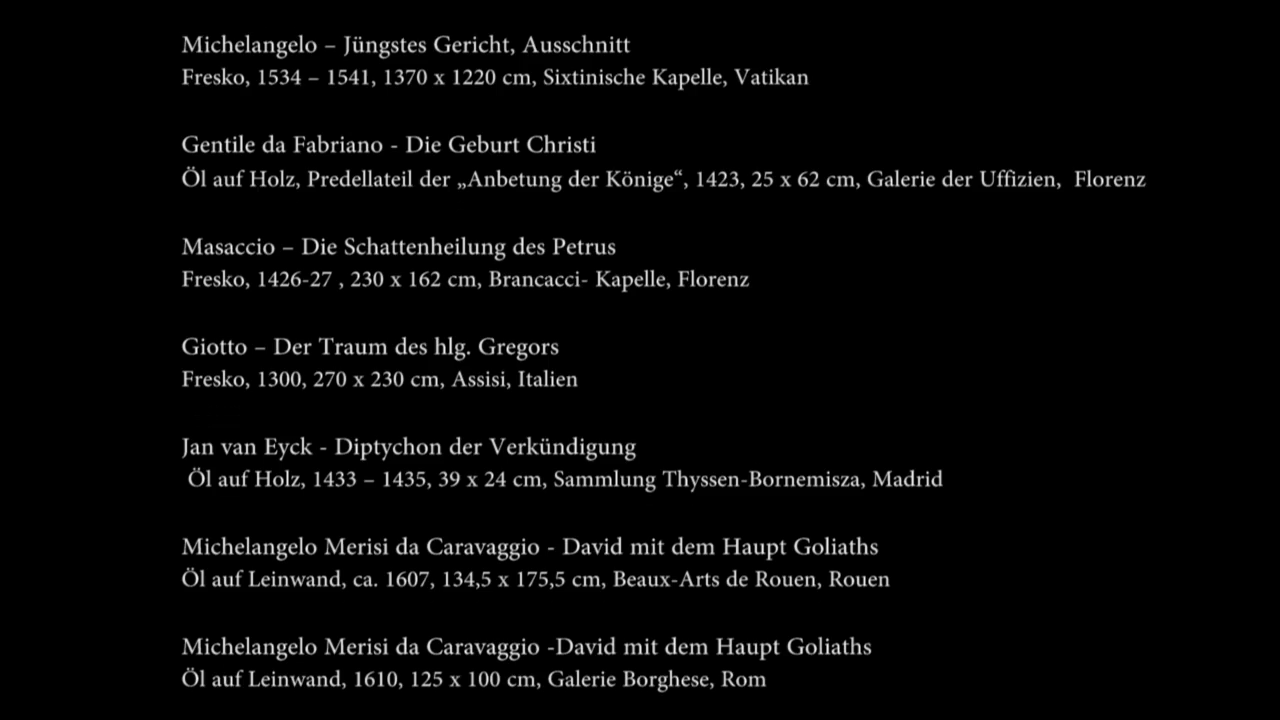 Michelangelo – Jüngstes Gericht, Ausschnitt
Fresko, 1534 – 1541, 1370 x 1220 cm, Sixtinische Kapelle, Vatikan
Gentile da Fabriano - Die Geburt Christi
Öl auf Holz, Predellateil der „Anbetung der Könige“, 1423, 25 x 62 cm, Galerie der Uffizien,  Florenz
Masaccio – Die Schattenheilung des Petrus
Fresko, 1426-27 , 230 x 162 cm, Brancacci- Kapelle, Florenz
Giotto – Der Traum des hlg. Gregors
Fresko, 1300, 270 x 230 cm, Assisi, Italien
Jan van Eyck - Diptychon der Verkündigung
Öl auf Holz, 1433 – 1435, 39 x 24 cm, Sammlung Thyssen-Bornemisza, Madrid
Michelangelo Merisi da Caravaggio - David mit dem Haupt Goliaths
Öl auf Leinwand, ca. 1607, 134,5 x 175,5 cm, Beaux-Arts de Rouen, Rouen
Michelangelo Merisi da Caravaggio -David mit dem Haupt Goliaths
Öl auf Leinwand, 1610, 125 x 100 cm, Galerie Borghese, Rom